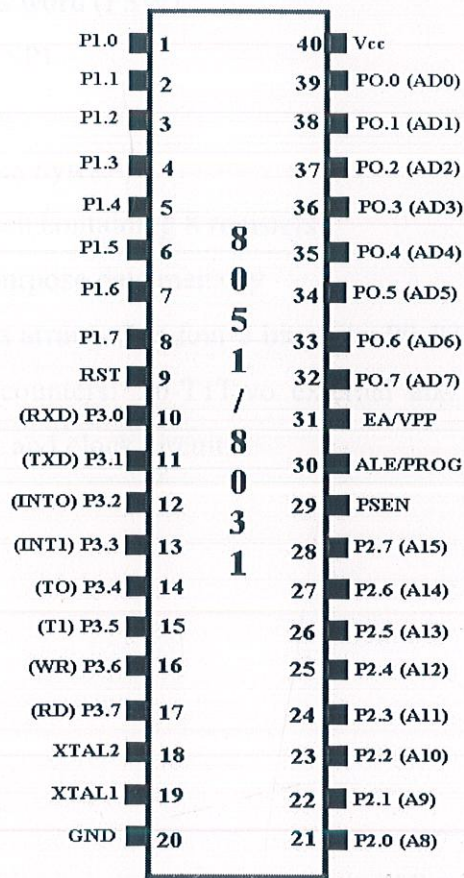 P1.0 1 40 Vcc
P1.1 2 39 PO.0 (AD0)
P1.2 3 38 PO.1 (AD1)
P1.3 4 37 PO.2 (AD2)
P1.4 5 36 PO.3 (AD3)
P1.5 6 35 PO.4 (AD4)
P1.6 7 34 PO.5 (AD5)
P1.7 8 33 PO.6 (AD6)
RST 9 32 PO.7 (AD7)
(RXD) P3.0 10 31 EA/VPP
(TXD) P3.1 11 30 ALE/PROG
(INTO) P3.2 12 29 PSEN
(INT1) P3.3 13 28 P2.7 (A15)
(TO) P3.4 14 27 P2.6 (A14)
(T1) P3.5 15 26 P2.5 (A13)
(WR) P3.6 16 25 P2.4 (A12)
(RD) P3.7 17 24 P2.3 (A11)
XTAL2 18 23 P2.2 (A10)
XTAL1 19 22 P2.1 (A9)
GND 20 21 P2.0 (A8)
8051/8031